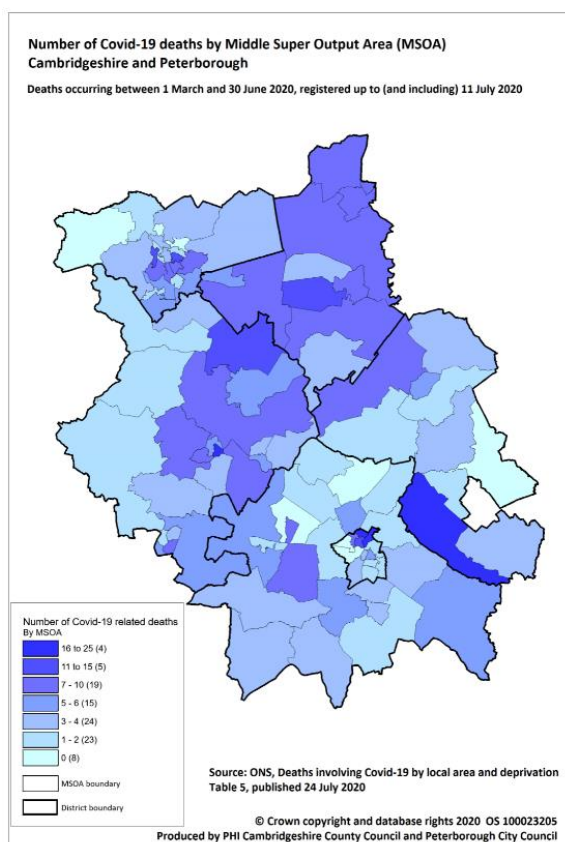 Number of Covid-19 deaths by Middle Super Output Area (MSOA)
Cambridgeshire and Peterborough
Deaths occurring between 1 March and 30 June 2020, registered up to (and including) 11 July 2020
Number of Covid-19 related deaths
By MSOA
16 to 25 (4)
11 to 15 (5)
7 - 10 (19)
5 - 6 (15)
3 - 4 (24)
1 - 2 (23)
0 (8)
MSOA boundary
District boundary
Source: ONS, Deaths involving Covid-19 by local area and deprivation
Table 5, published 24 July 2020
© Crown copyright and database rights 2020 OS 100023205
Produced by PHI Cambridgeshire County Council and Peterborough City Council